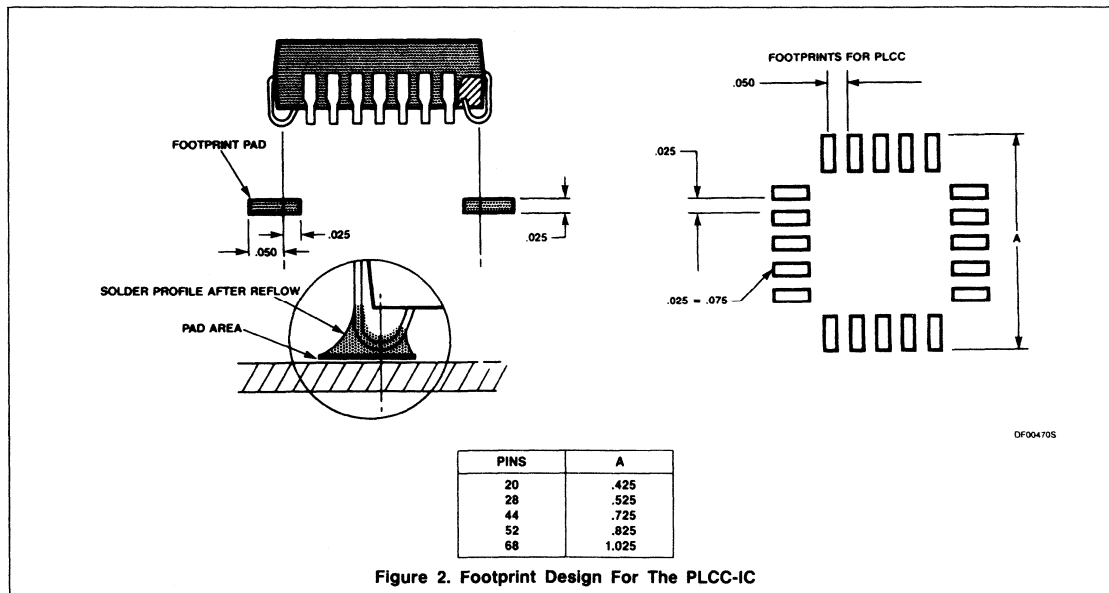 FOOTPRINTS FOR PLCC
.050
FOOTPRINT PAD
.025
.050
.025
.025
A
.025 = .075
SOLDER PROFILE AFTER REFLOW
PAD AREA
DF00470S
PINS A
20 .425
28 .525
44 .725
52 .825
68 1.025
Figure 2. Footprint Design For The PLCC-IC